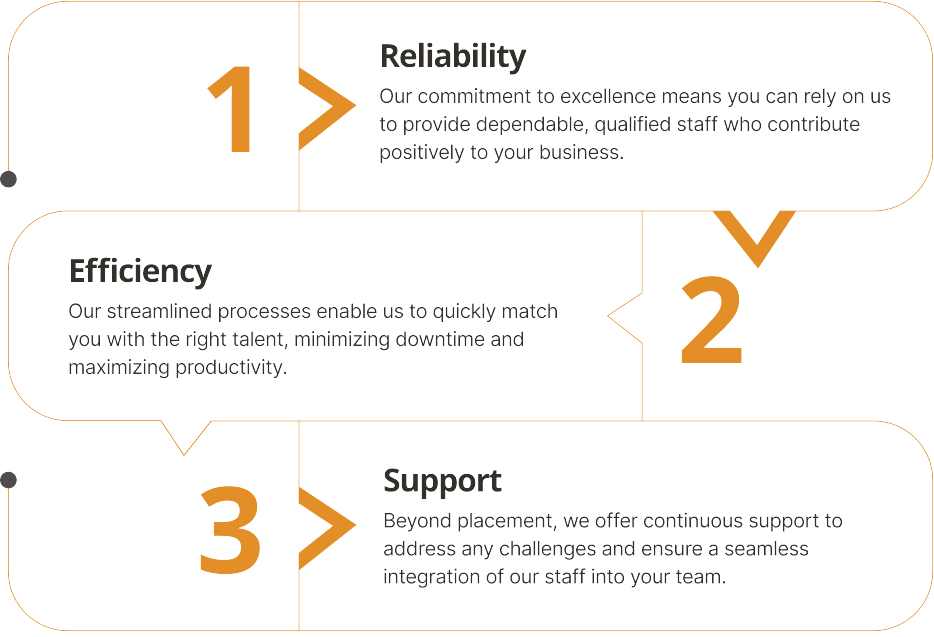 1
Reliability
Our commitment to excellence means you can rely on us
to provide dependable, qualified staff who contribute
positively to your business.
Efficiency
Our streamlined processes enable us to quickly match
you with the right talent, minimizing downtime and
maximizing productivity.
2
3
Support
Beyond placement, we offer continuous support to
address any challenges and ensure a seamless
integration of our staff into your team.